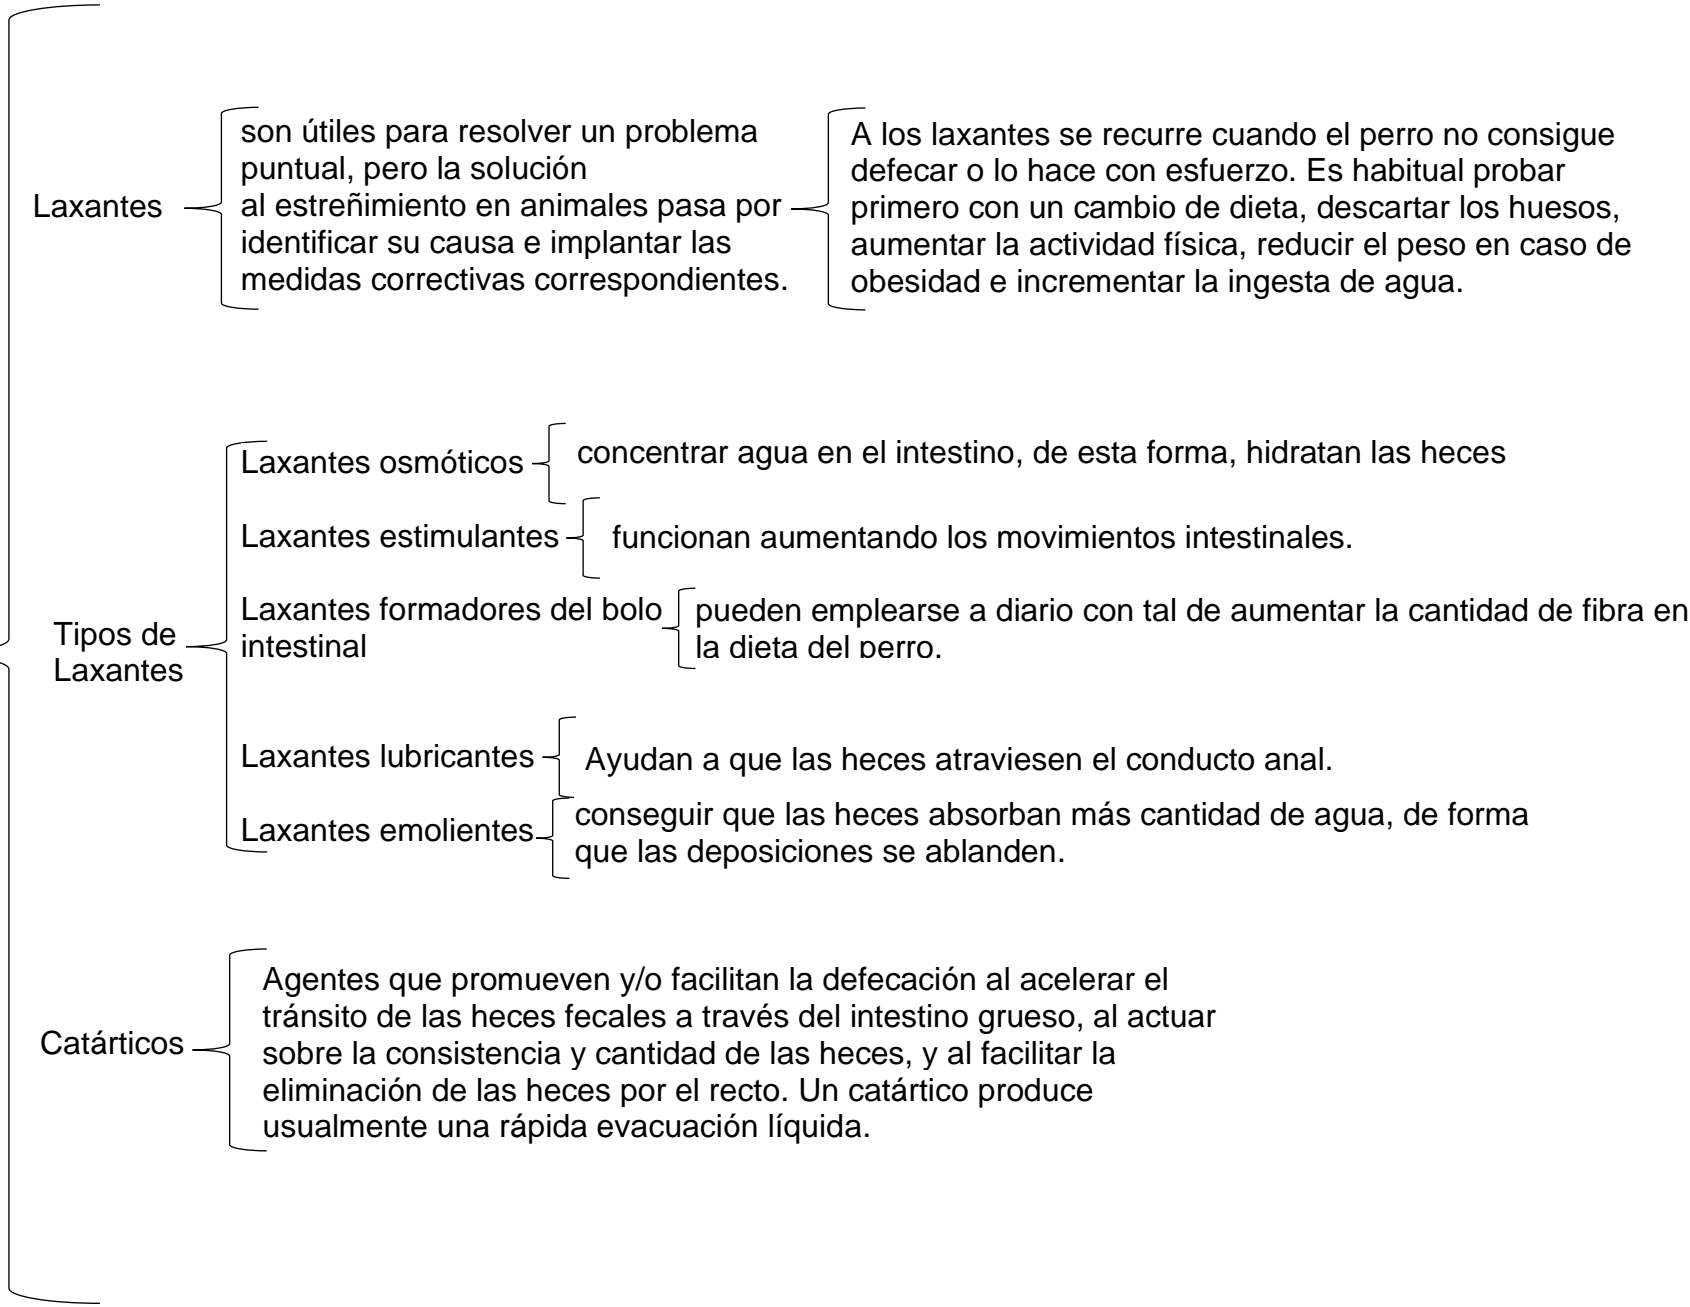 Laxantes
son útiles para resolver un problema
puntual, pero la solución
al estreñimiento en animales pasa por
identificar su causa e implantar las
medidas correctivas correspondientes.
A los laxantes se recurre cuando el perro no consigue
defecar o lo hace con esfuerzo. Es habitual probar
primero con un cambio de dieta, descartar los huesos,
aumentar la actividad física, reducir el peso en caso de
obesidad e incrementar la ingesta de agua.
Tipos de
Laxantes
Laxantes osmóticos
concentrar agua en el intestino, de esta forma, hidratan las heces
Laxantes estimulantes
funcionan aumentando los movimientos intestinales.
Laxantes formadores del bolo
intestinal
pueden emplearse a diario con tal de aumentar la cantidad de fibra en
la dieta del perro.
Laxantes lubricantes
Ayudan a que las heces atraviesen el conducto anal.
Laxantes emolientes
conseguir que las heces absorban más cantidad de agua, de forma
que las deposiciones se ablanden.
Catárticos
Agentes que promueven y/o facilitan la defecación al acelerar el
tránsito de las heces fecales a través del intestino grueso, al actuar
sobre la consistencia y cantidad de las heces, y al facilitar la
eliminación de las heces por el recto. Un catártico produce
usualmente una rápida evacuación líquida.